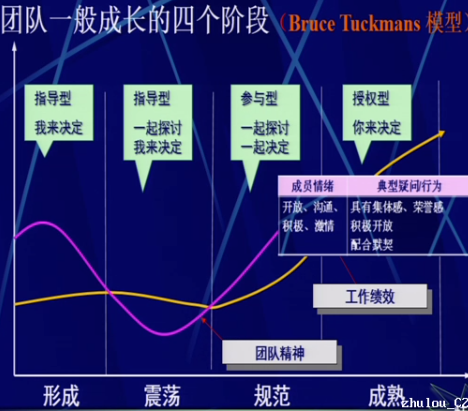 团队一般成长的四个阶段（Bruce Tuckmans 模型）
指导型
我来决定
指导型
一起探讨
我来决定
参与型
一起探讨
一起决定
授权型
你来决定
成员情绪 典型疑问/行为
开放、沟通、 具有集体感、荣誉感
积极、激情 积极开放
配合默契
工作绩效
团队精神
形成 震荡 规范 成熟
zhulou_CZ